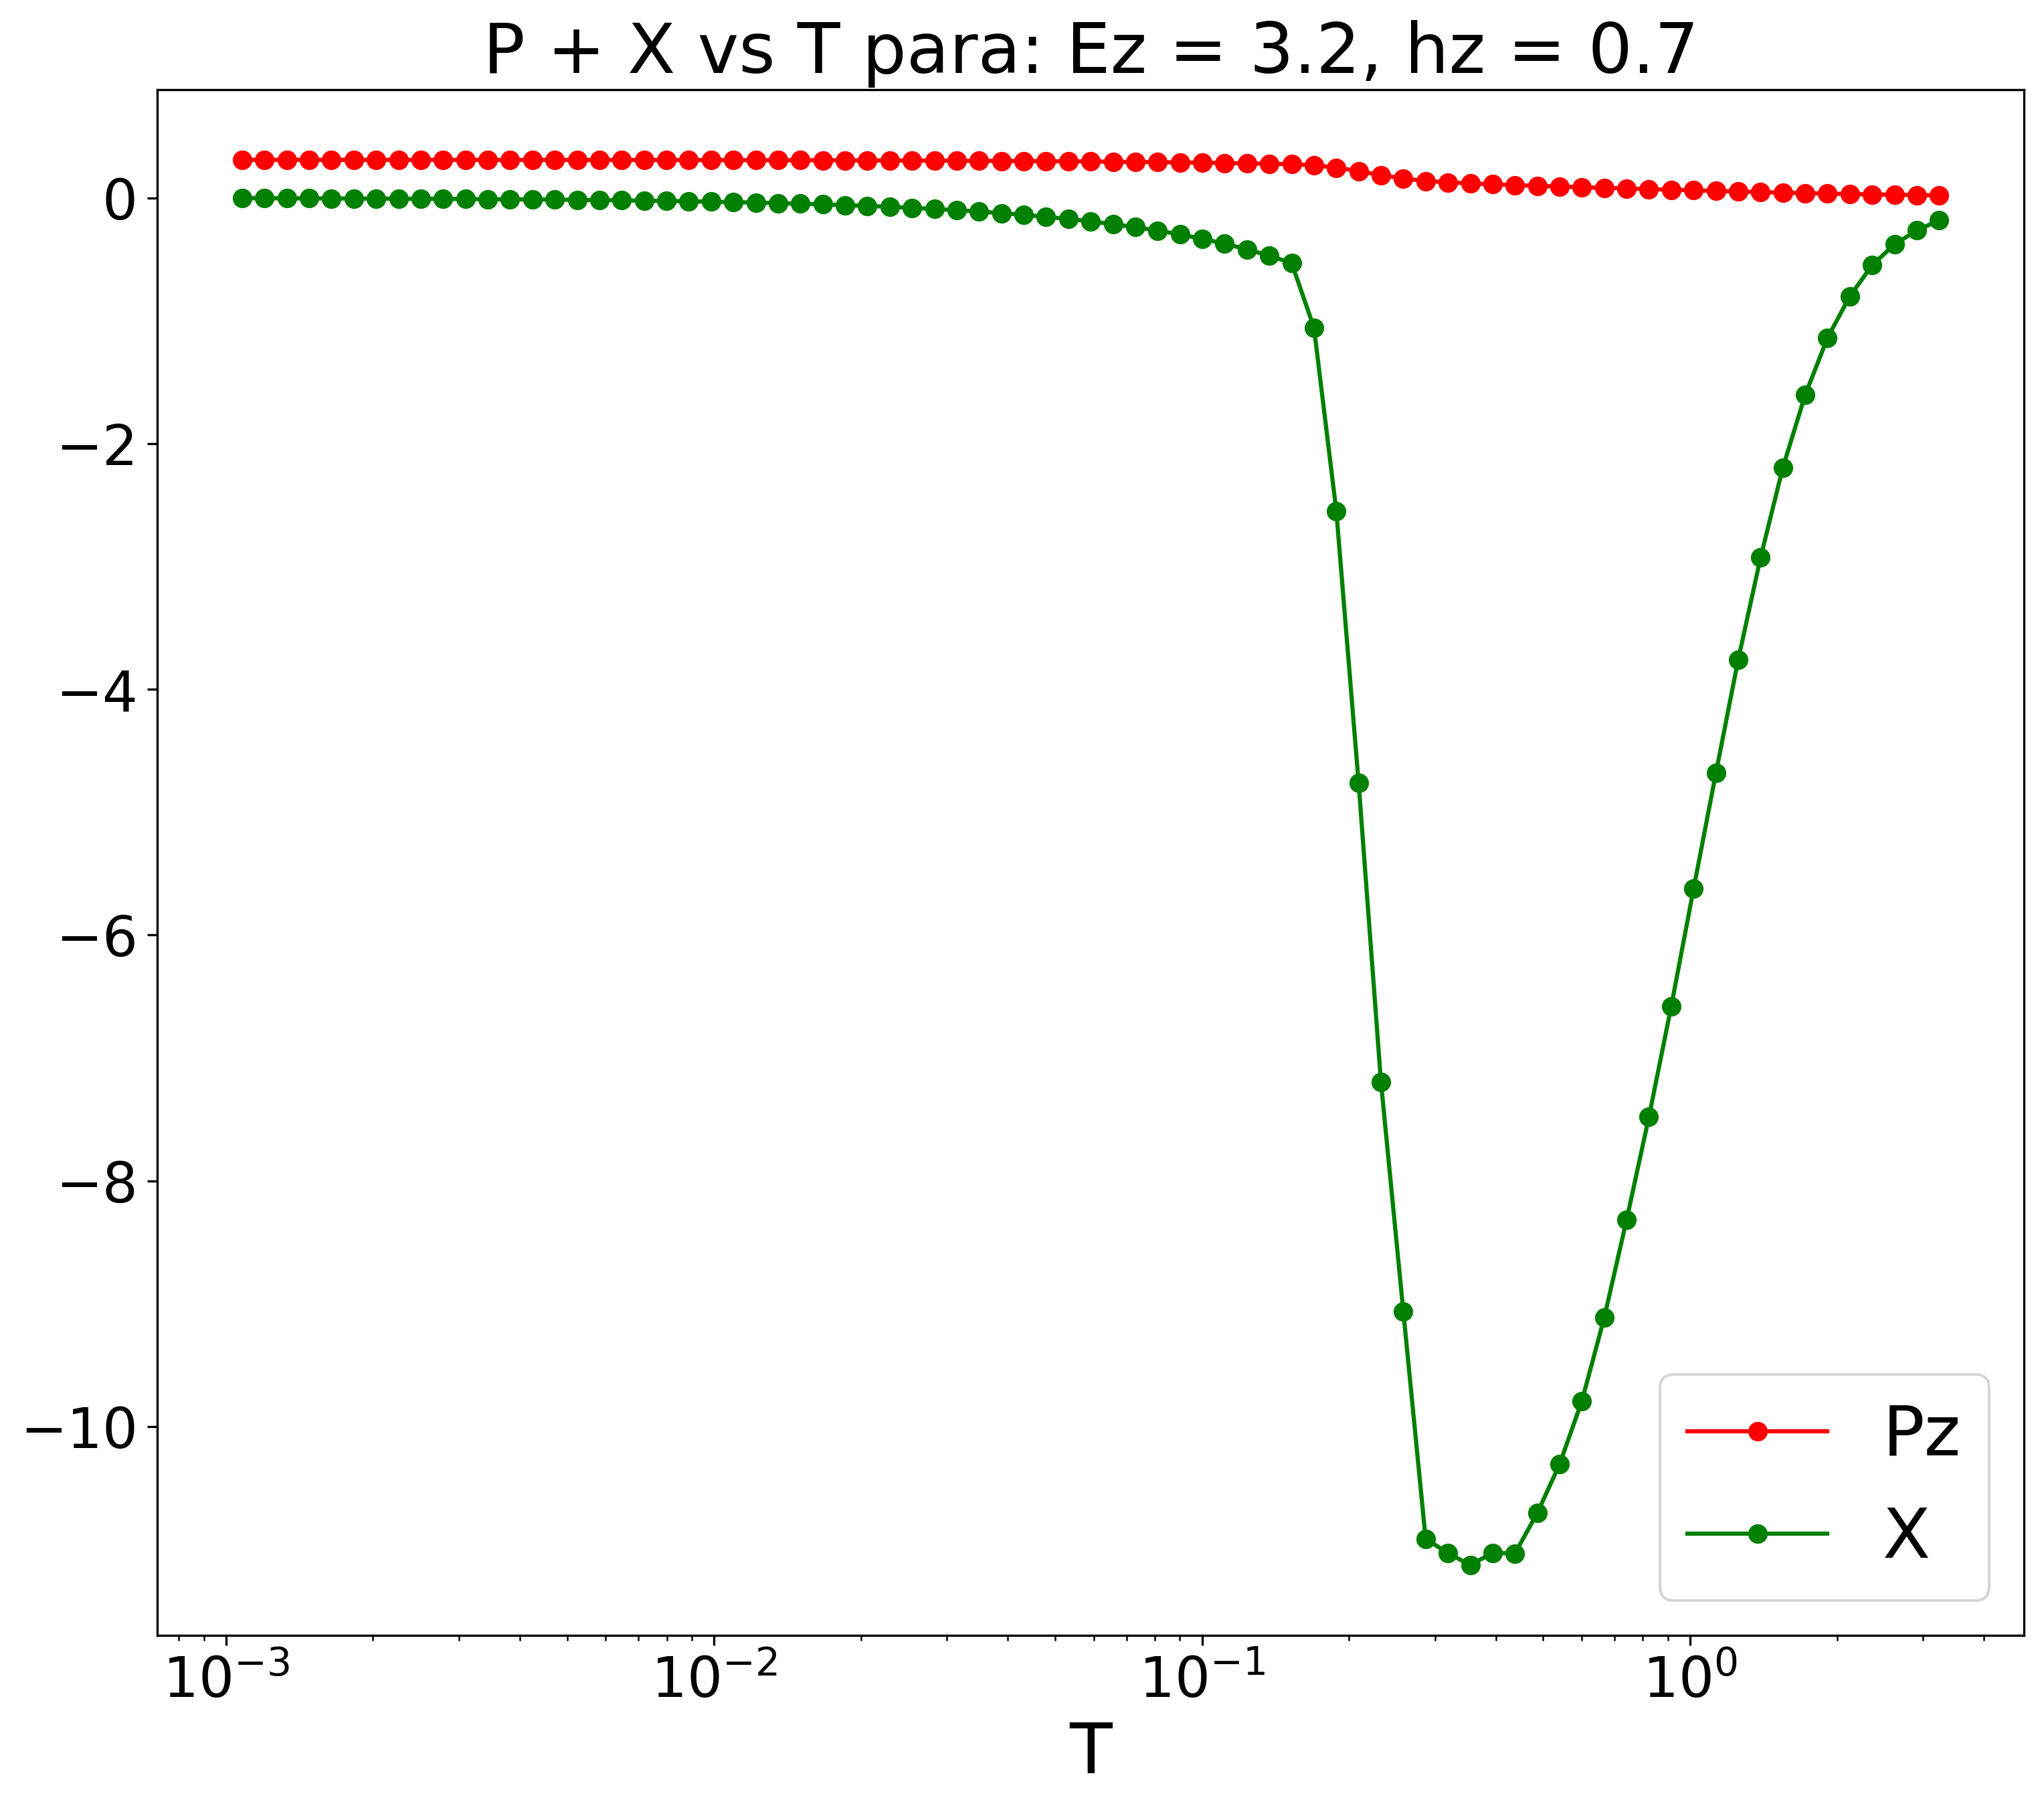 P + X vs T para: Ez = 3.2, hz = 0.7
0
−2
−4
−6
−8
−10
Pz
X
10⁻³ 10⁻² 10⁻¹ 10⁰
T